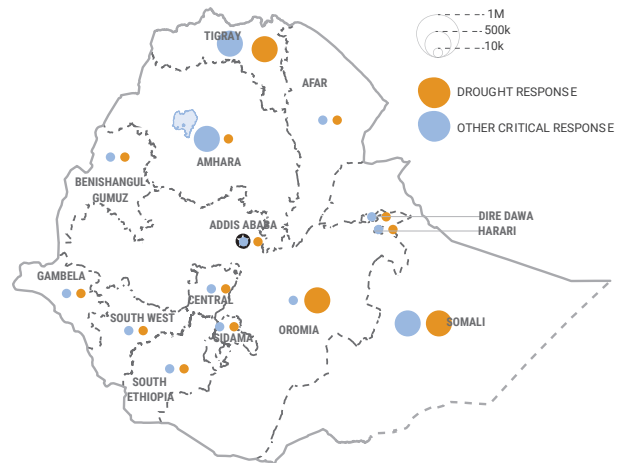 1M
500k
10k
TIGRAY
AFAR
DROUGHT RESPONSE
OTHER CRITICAL RESPONSE
AMHARA
BENISHANGUL
GUMUZ
DIRE DAWA
ADDIS ABABA
HARARI
GAMBELA
CENTRAL
SOUTH WEST
SOMALI
OROMIA
SIDAMA
SOUTH
ETHIOPIA